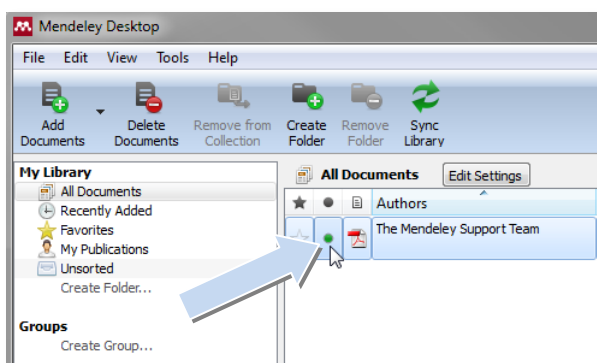 Mendeley Desktop
File Edit View Tools Help
Add Documents
Delete Documents
Remove from Collection
Create Folder
Remove Folder
Sync Library
My Library
All Documents
Recently Added
Favorites
My Publications
Unsorted
Create Folder...
Groups
Create Group...
All Documents Edit Settings
Authors
The Mendeley Support Team